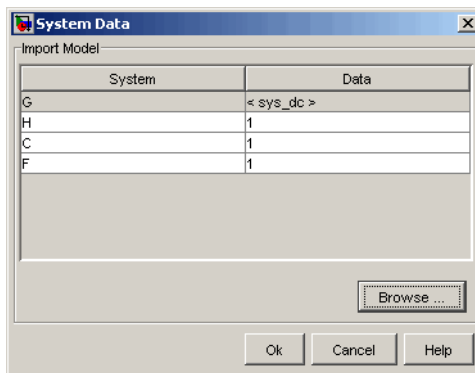 System Data
Import Model
System Data
G < sys_dc >
H 1
C 1
F 1
Browse ...
Ok Cancel Help